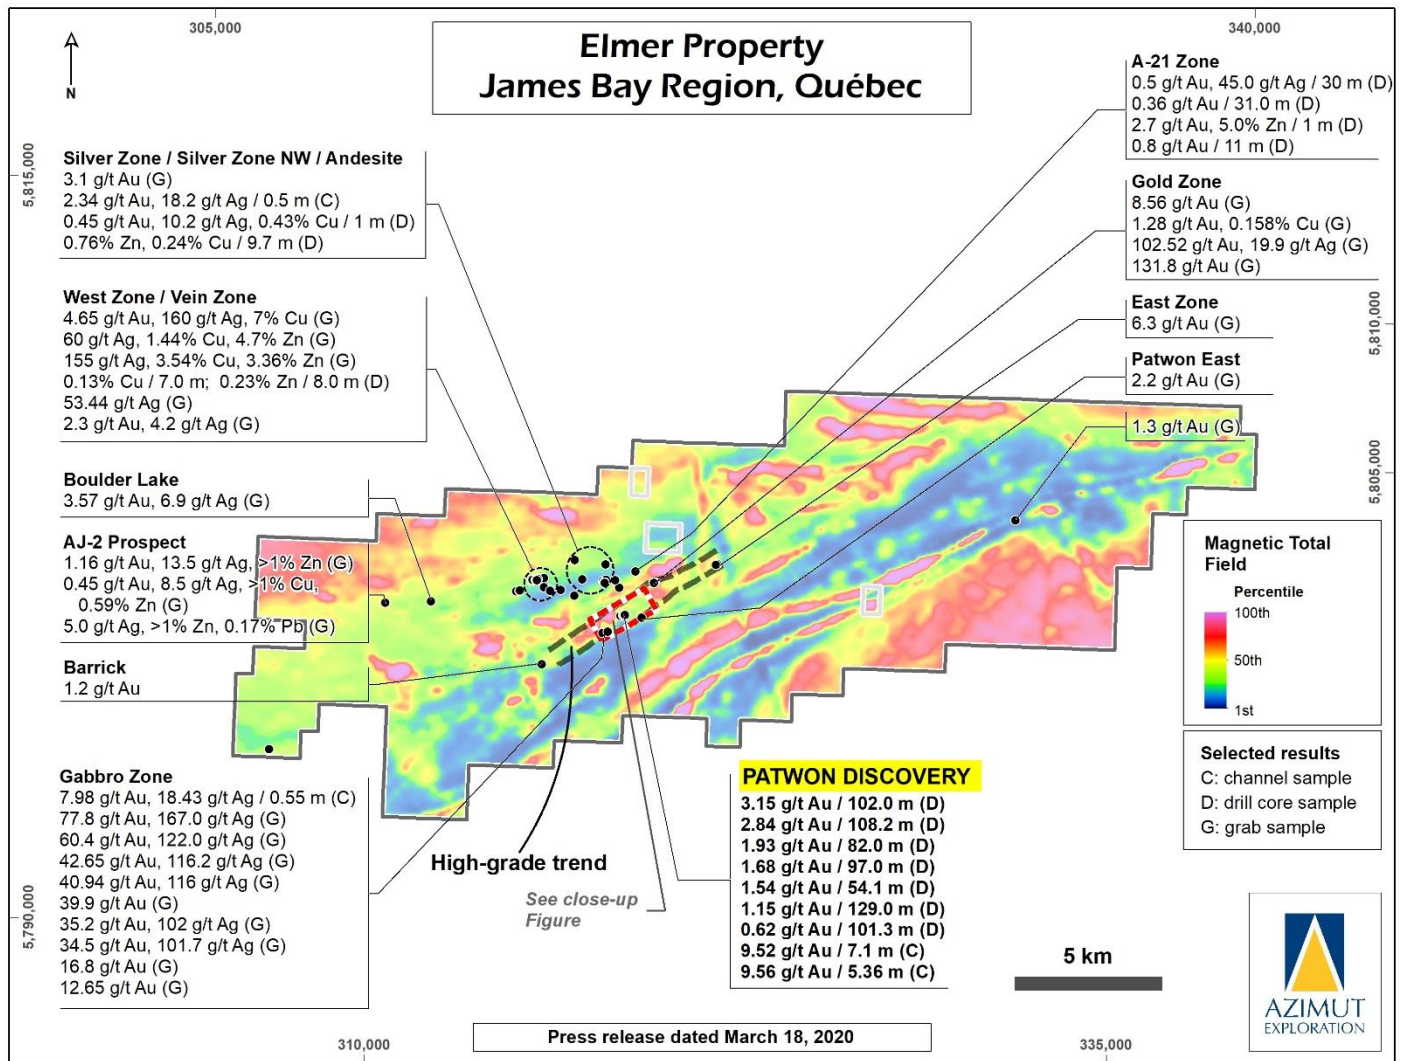 305,000
340,000
N
Elmer Property
James Bay Region, Québec
5,815,000
Silver Zone / Silver Zone NW / Andesite
3.1 g/t Au (G)
2.34 g/t Au, 18.2 g/t Ag / 0.5 m (C)
0.45 g/t Au, 10.2 g/t Ag, 0.43% Cu / 1 m (D)
0.76% Zn, 0.24% Cu / 9.7 m (D)
West Zone / Vein Zone
4.65 g/t Au, 160 g/t Ag, 7% Cu (G)
60 g/t Ag, 1.44% Cu, 4.7% Zn (G)
155 g/t Ag, 3.54% Cu, 3.36% Zn (G)
0.13% Cu / 7.0 m; 0.23% Zn / 8.0 m (D)
53.44 g/t Ag (G)
2.3 g/t Au, 4.2 g/t Ag (G)
Boulder Lake
3.57 g/t Au, 6.9 g/t Ag (G)
AJ-2 Prospect
1.16 g/t Au, 13.5 g/t Ag, >1% Zn (G)
0.45 g/t Au, 8.5 g/t Ag, >1% Cu,
0.59% Zn (G)
5.0 g/t Ag, >1% Zn, 0.17% Pb (G)
Barrick
1.2 g/t Au
Gabbro Zone
7.98 g/t Au, 18.43 g/t Ag / 0.55 m (C)
77.8 g/t Au, 167.0 g/t Ag (G)
60.4 g/t Au, 122.0 g/t Ag (G)
42.65 g/t Au, 116.2 g/t Ag (G)
40.94 g/t Au, 116 g/t Ag (G)
39.9 g/t Au (G)
35.2 g/t Au, 102 g/t Ag (G)
34.5 g/t Au, 101.7 g/t Ag (G)
16.8 g/t Au (G)
12.65 g/t Au (G)
5,790,000
High-grade trend
See close-up
Figure
PATWON DISCOVERY
3.15 g/t Au / 102.0 m (D)
2.84 g/t Au / 108.2 m (D)
1.93 g/t Au / 82.0 m (D)
1.68 g/t Au / 97.0 m (D)
1.54 g/t Au / 54.1 m (D)
1.15 g/t Au / 129.0 m (D)
0.62 g/t Au / 101.3 m (D)
9.52 g/t Au / 7.1 m (C)
9.56 g/t Au / 5.36 m (C)
A-21 Zone
0.5 g/t Au, 45.0 g/t Ag / 30 m (D)
0.36 g/t Au / 31.0 m (D)
2.7 g/t Au, 5.0% Zn / 1 m (D)
0.8 g/t Au / 11 m (D)
Gold Zone
8.56 g/t Au (G)
1.28 g/t Au, 0.158% Cu (G)
102.52 g/t Au, 19.9 g/t Ag (G)
131.8 g/t Au (G)
East Zone
6.3 g/t Au (G)
Patwon East
2.2 g/t Au (G)
1.3 g/t Au (G)
5,810,000
5,805,000
Magnetic Total
Field
Percentile
100th
50th
1st
Selected results
C: channel sample
D: drill core sample
G: grab sample
5 km
AZIMUT
EXPLORATION
Press release dated March 18, 2020
310,000
335,000